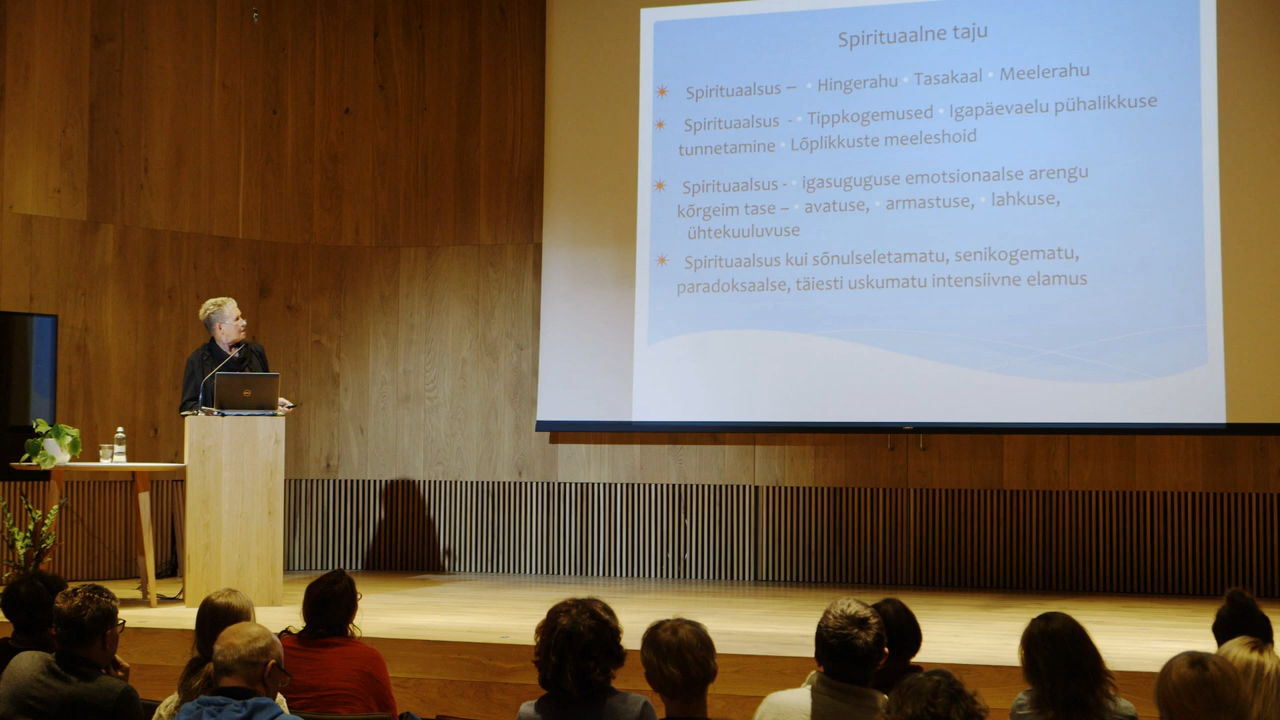 Spirituaalne taju
Spirituaalsus – • Hingerahu • Tasakaal • Meelerahu
Spirituaalsus - • Tippkogemused • Igapäevaelu pühalikkuse
tunnetamine • Lõplikkuste meeleshoid
Spirituaalsus - • igasuguguse emotsionaalse arengu
kõrgeim tase – • avatuse, • armastuse, • lahkuse,
ühtekuuluvuse
Spirituaalsus kui sõnulseletamatu, senikogematu,
paradoksaalse, täiesti uskumatu intensiivne elamus
DELL